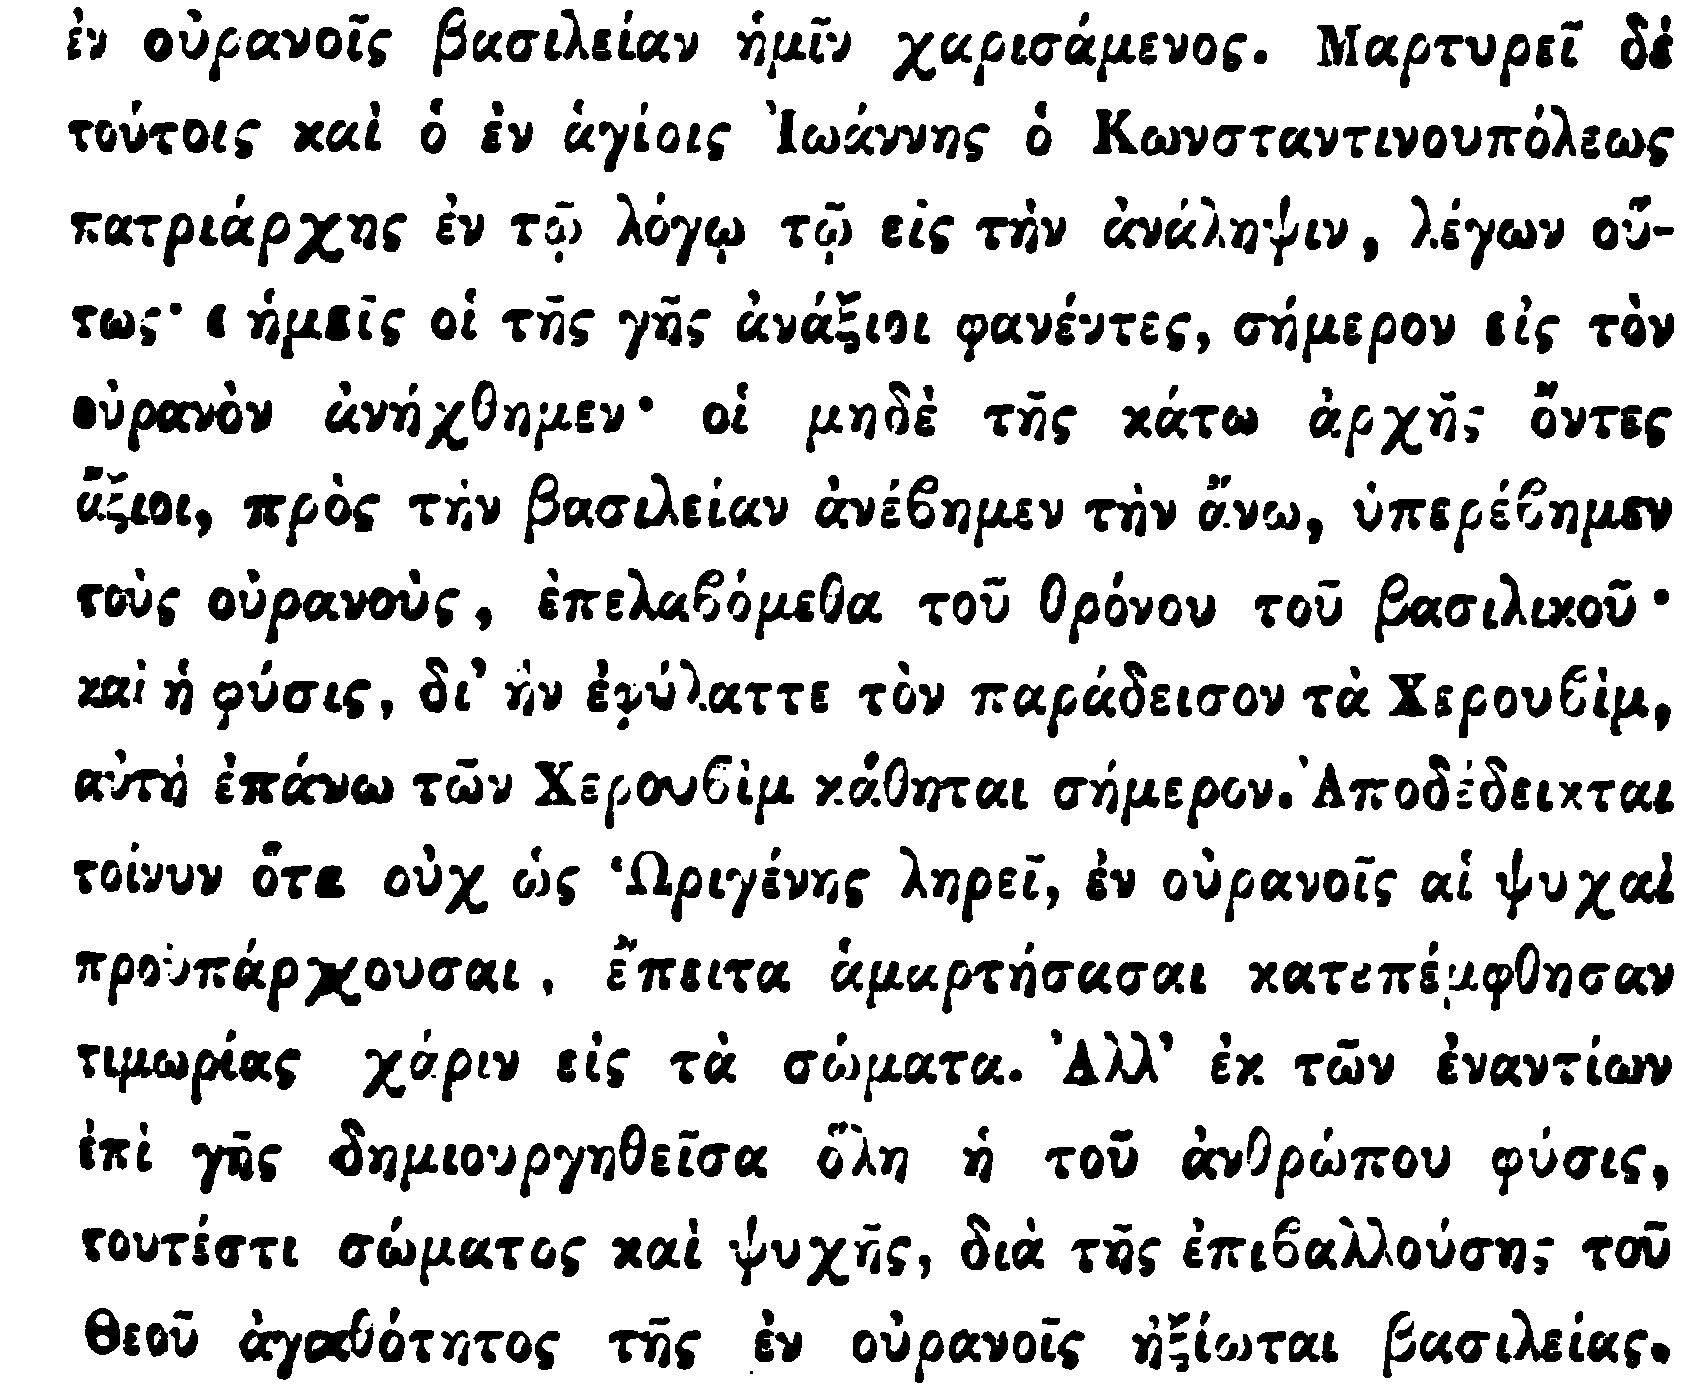 ἐν οὐρανοῖς βασιλείαν ἡμῖν χαρισάμενος. Μαρτυρεῖ δὲ
τούτοις καὶ ὁ ἐν ἁγίοις Ἰωάννης ὁ Κωνσταντινουπόλεως
πατριάρχης ἐν τῷ λόγῳ τῷ εἰς τὴν ἀνάληψιν, λέγων οὕ-
τως· « ἡμεῖς οἱ τῆς γῆς ἀνάξιοι φανέντες, σήμερον εἰς τὸν
οὐρανὸν ἀνήχθημεν· οἱ μηδὲ τῆς κάτω ἀρχῆς ὄντες
ἄξιοι, πρὸς τὴν βασιλείαν ἀνέβημεν τὴν ἄνω, ὑπερέβημεν
τοὺς οὐρανοὺς, ἐπελαβόμεθα τοῦ θρόνου τοῦ βασιλικοῦ·
καὶ ἡ φύσις, δι᾽ ἣν ἐφύλαττε τὸν παράδεισον τὰ Χερουβὶμ,
αὐτὴ ἐπάνω τῶν Χερουβὶμ κάθηται σήμερον. Ἀποδέδεικται
τοίνυν ὅτι οὐχ ὡς Ὠριγένης ληρεῖ, ἐν οὐρανοῖς αἱ ψυχαὶ
προϋπάρχουσαι, ἔπειτα ἁμαρτήσασαι κατεπέμφθησαν
τιμωρίας χάριν εἰς τὰ σώματα. Ἀλλ᾽ ἐκ τῶν ἐναντίων
ἐπὶ γῆς δημιουργηθεῖσα ὅλη ἡ τοῦ ἀνθρώπου φύσις,
τουτέστι σώματος καὶ ψυχῆς, διὰ τῆς ἐπιβαλλούσης τοῦ
Θεοῦ ἀγαθότητος τῆς ἐν οὐρανοῖς ἠξίωται βασιλείας.